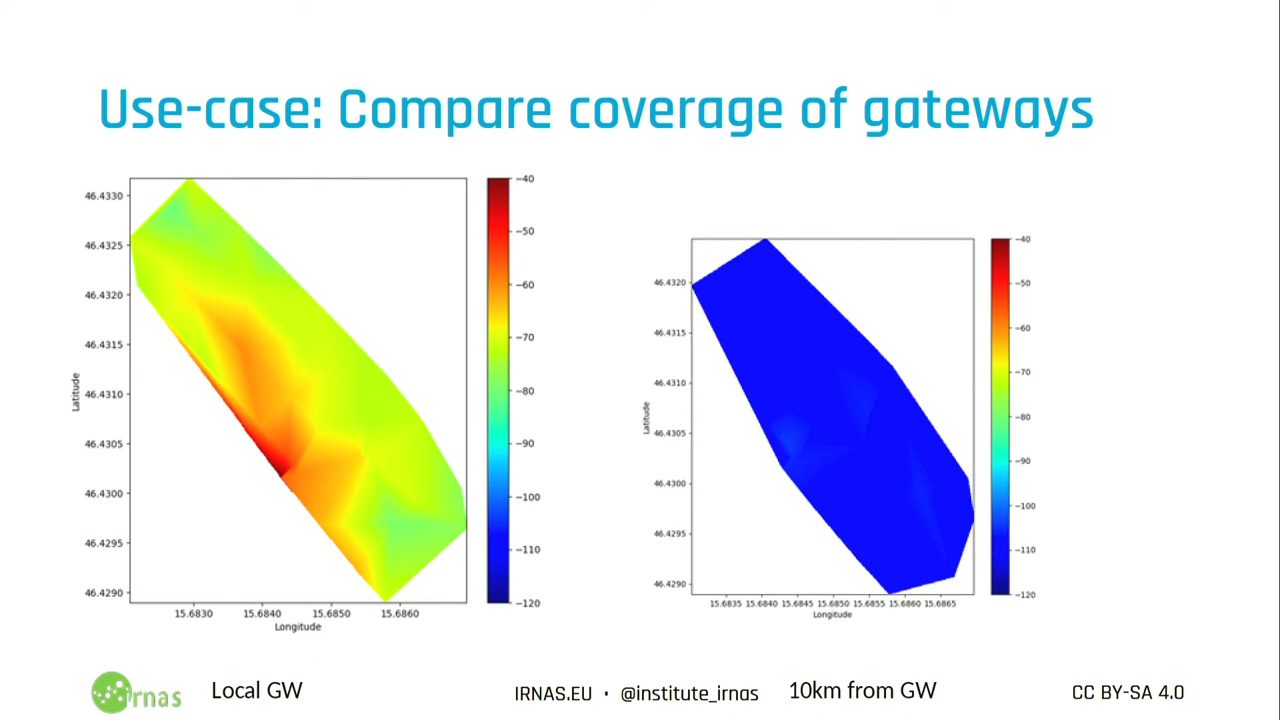 Use-case: Compare coverage of gateways
46.4330
46.4325
46.4320
46.4315
46.4310
46.4305
46.4300
46.4295
46.4290
Latitude
15.6830 15.6840 15.6850 15.6860
Longitude
−40
−50
−60
−70
−80
−90
−100
−110
−120
46.4320
46.4315
46.4310
46.4305
46.4300
46.4295
46.4290
Latitude
15.6835 15.6840 15.6845 15.6850 15.6855 15.6860 15.6865
Longitude
−40
−50
−60
−70
−80
−90
−100
−110
−120
irnas
Local GW
IRNAS.EU • @institute_irnas
10km from GW
CC BY-SA 4.0